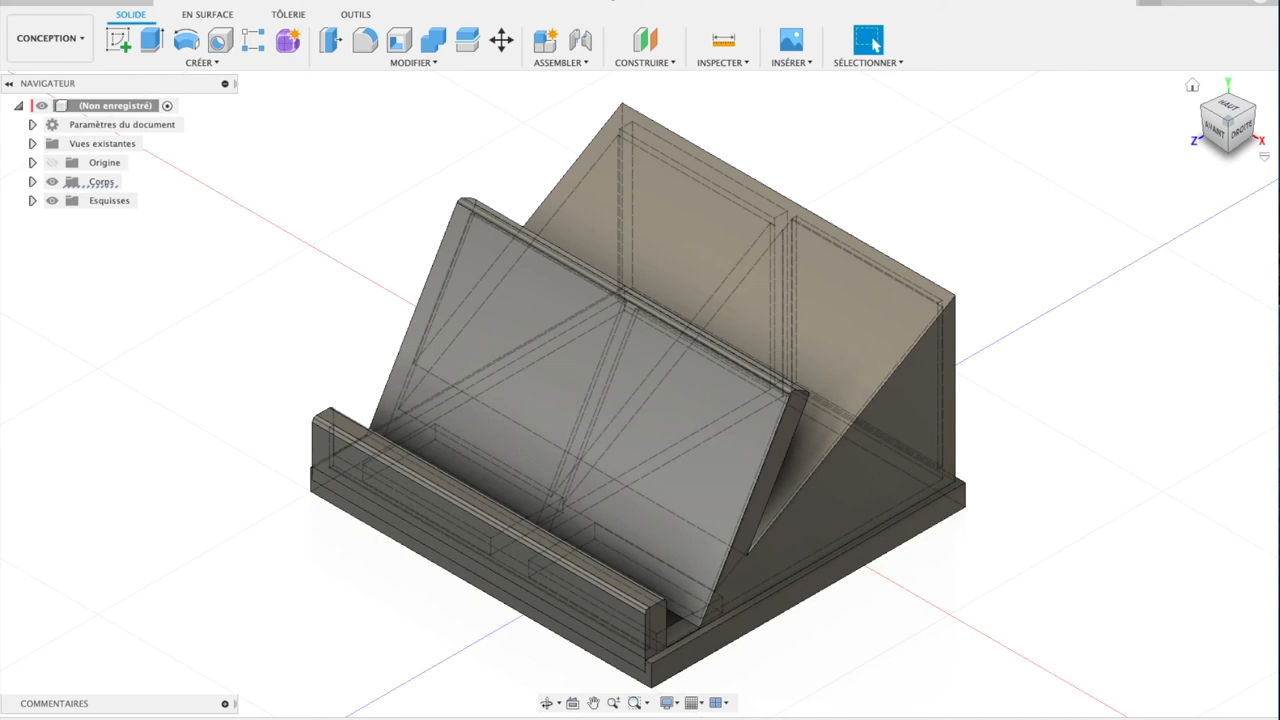 SOLIDE EN SURFACE TÔLERIE OUTILS
CONCEPTION
CRÉER MODIFIER ASSEMBLER CONSTRUIRE INSPECTER INSÉRER SÉLECTIONNER
NAVIGATEUR
(Non enregistré)
Paramètres du document
Vues existantes
Origine
Corps
Esquisses
Y
HAUT
AVANT DROITE
Z X
COMMENTAIRES